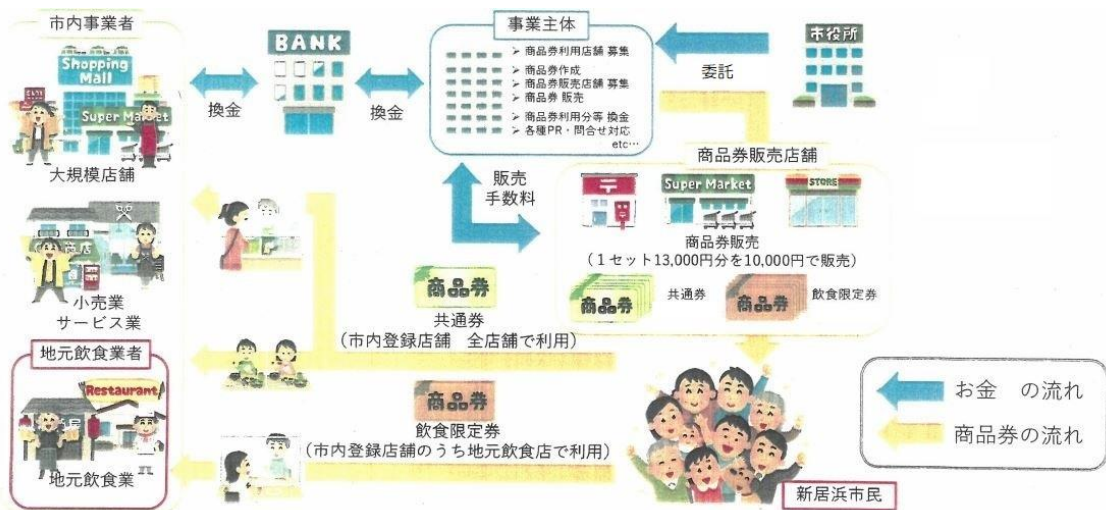 市内事業者
Shopping
Mall
Super Market
大規模店舗
換金
BANK
換金
事業主体
➢ 商品券利用店舗 募集
➢ 商品券作成
➢ 商品券販売店舗 募集
➢ 商品券 販売
➢ 商品券利用分等 換金
➢ 各種PR・問合せ対応
etc…
委託
市役所
販売
手数料
商品券販売店舗
〒
Super Market
STORE
商品券販売
(1セット13,000円分を10,000円で販売)
商品券
共通券
商品券
飲食限定券
商店
小売業
サービス業
商品券
共通券
(市内登録店舗 全店舗で利用)
地元飲食業者
Restaurant
地元飲食業
商品券
飲食限定券
(市内登録店舗のうち地元飲食店で利用)
新居浜市民
お金 の流れ
商品券の流れ